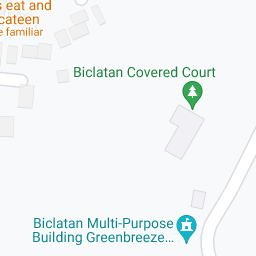 s eat and
cateen
e familiar
Biclatan Covered Court
Biclatan Multi-Purpose
Building Greenbreeze...